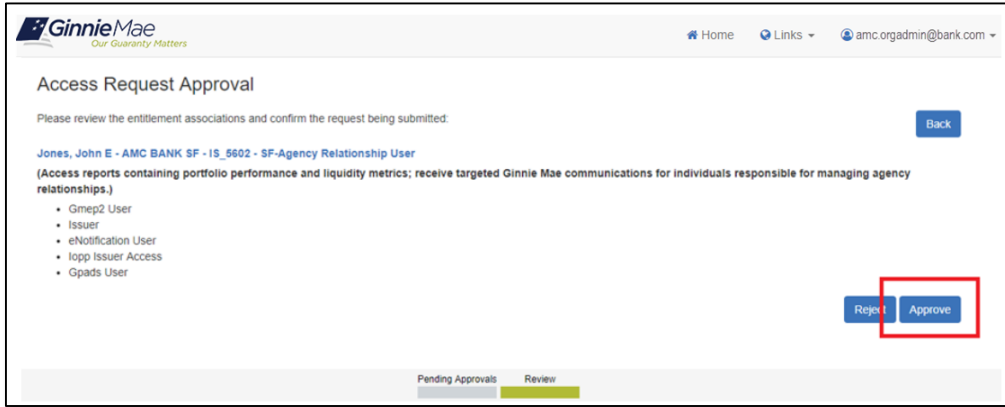 GinnieMae
Our Guaranty Matters
Home Links amc.orgadmin@bank.com
Access Request Approval
Please review the entitlement associations and confirm the request being submitted:
Back
Jones, John E - AMC BANK SF - IS_5602 - SF-Agency Relationship User
(Access reports containing portfolio performance and liquidity metrics; receive targeted Ginnie Mae communications for individuals responsible for managing agency
relationships.)
• Gmep2 User
• Issuer
• eNotification User
• Iopp Issuer Access
• Gpads User
Reject Approve
Pending Approvals Review